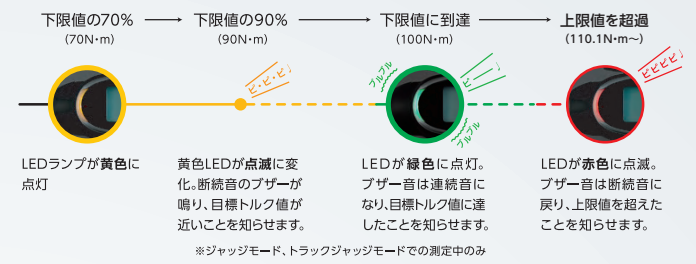 下限値の70% → 下限値の90% → 下限値に到達 → 上限値を超過
(70N・m) (90N・m) (100N・m) (110.1N・m〜)
ピ・ピ・ピ♩
ブルブル
ピーーー♩
ブルブル
ピピピピ♩
LEDランプが黄色に
点灯
黄色LEDが点滅に変
化。断続音のブザーが
鳴り、目標トルク値が
近いことを知らせます。
LEDが緑色に点灯。
ブザー音は連続音に
なり、目標トルク値に達
したことを知らせます。
LEDが赤色に点滅。
ブザー音は断続音に
戻り、上限値を超えた
ことを知らせます。
※ジャッジモード、トラックジャッジモードでの測定中のみ